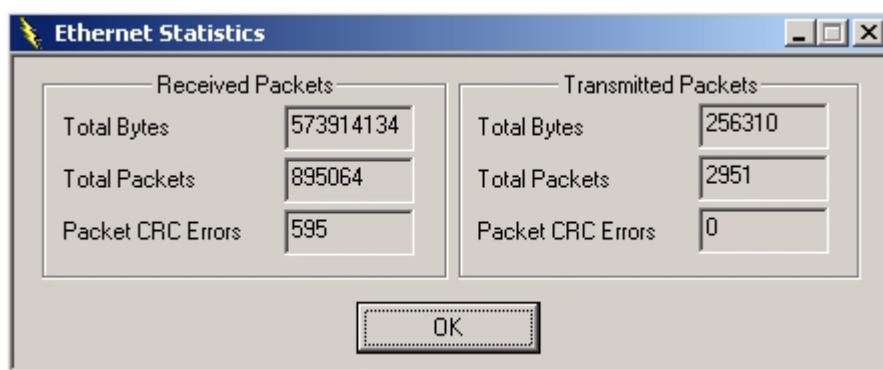 Ethernet Statistics
Received Packets
Total Bytes 573914134
Total Packets 895064
Packet CRC Errors 595
Transmitted Packets
Total Bytes 256310
Total Packets 2951
Packet CRC Errors 0
OK